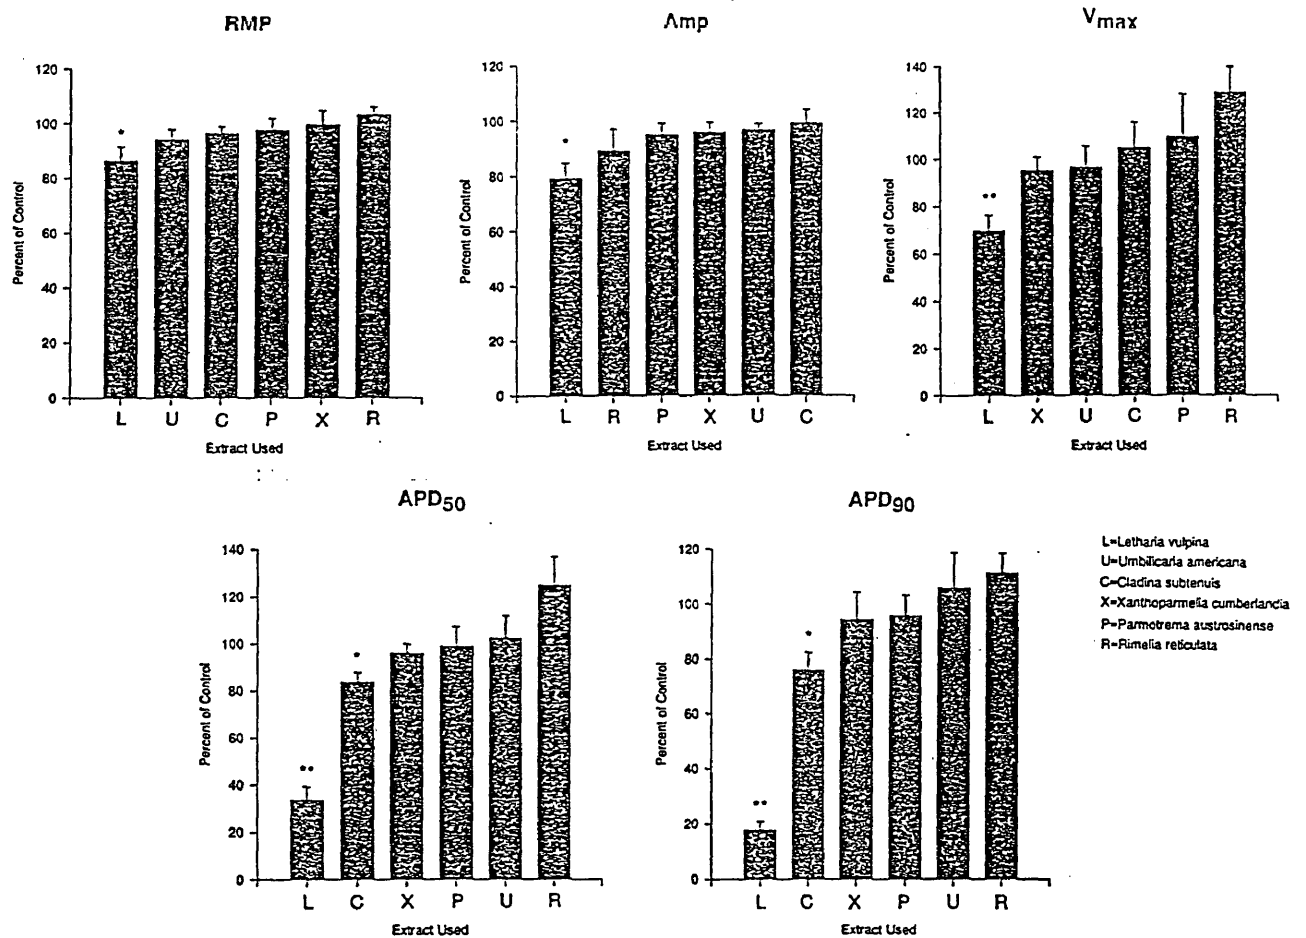 RMP
120
100
80
60
40
20
0
Percent of Control
*
L U C P X R
Extract Used
Amp
120
100
80
60
40
20
0
Percent of Control
*
L R P X U C
Extract Used
Vmax
140
120
100
80
60
40
20
0
Percent of Control
**
L X U C P R
Extract Used
APD50
140
120
100
80
60
40
20
0
Percent of Control
**
*
L C X P U R
Extract Used
APD90
120
100
80
60
40
20
0
Percent of Control
**
*
L C X P U R
Extract Used
L=Letharia vulpina
U=Umbilicaria americana
C=Cladina subtenuis
X=Xanthoparmelia cumberlandia
P=Parmotrema austrosinense
R=Rimelia reticulata